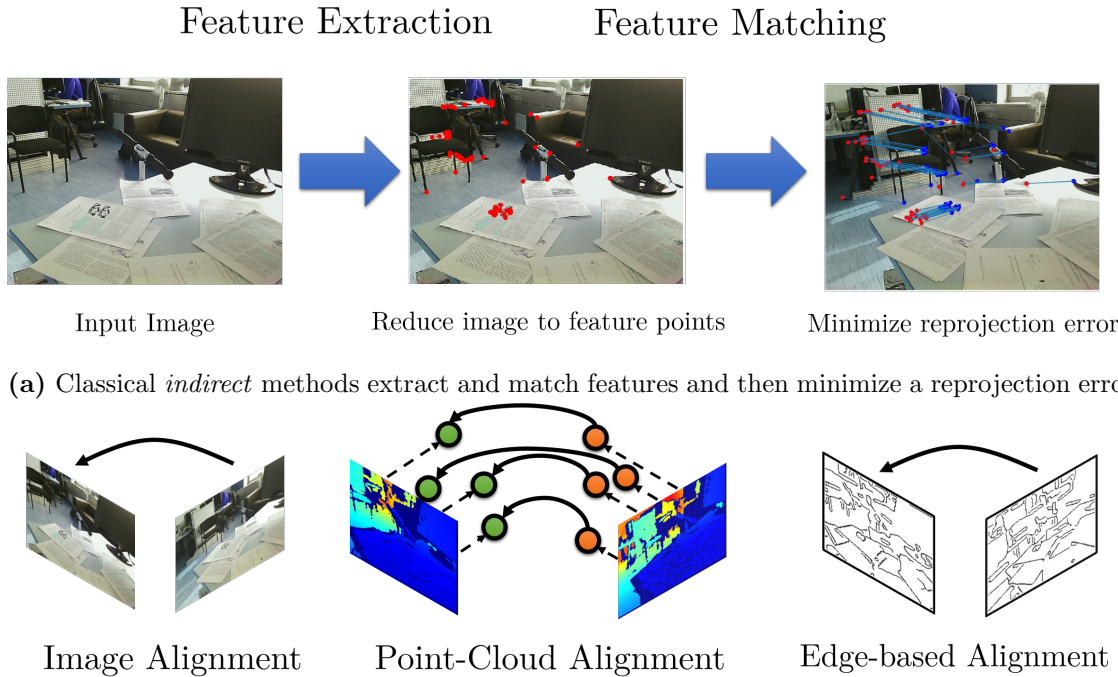 Feature Extraction
Feature Matching
Input Image
Reduce image to feature points
Minimize reprojection error
(a) Classical indirect methods extract and match features and then minimize a reprojection erro
Image Alignment
Point-Cloud Alignment
Edge-based Alignment